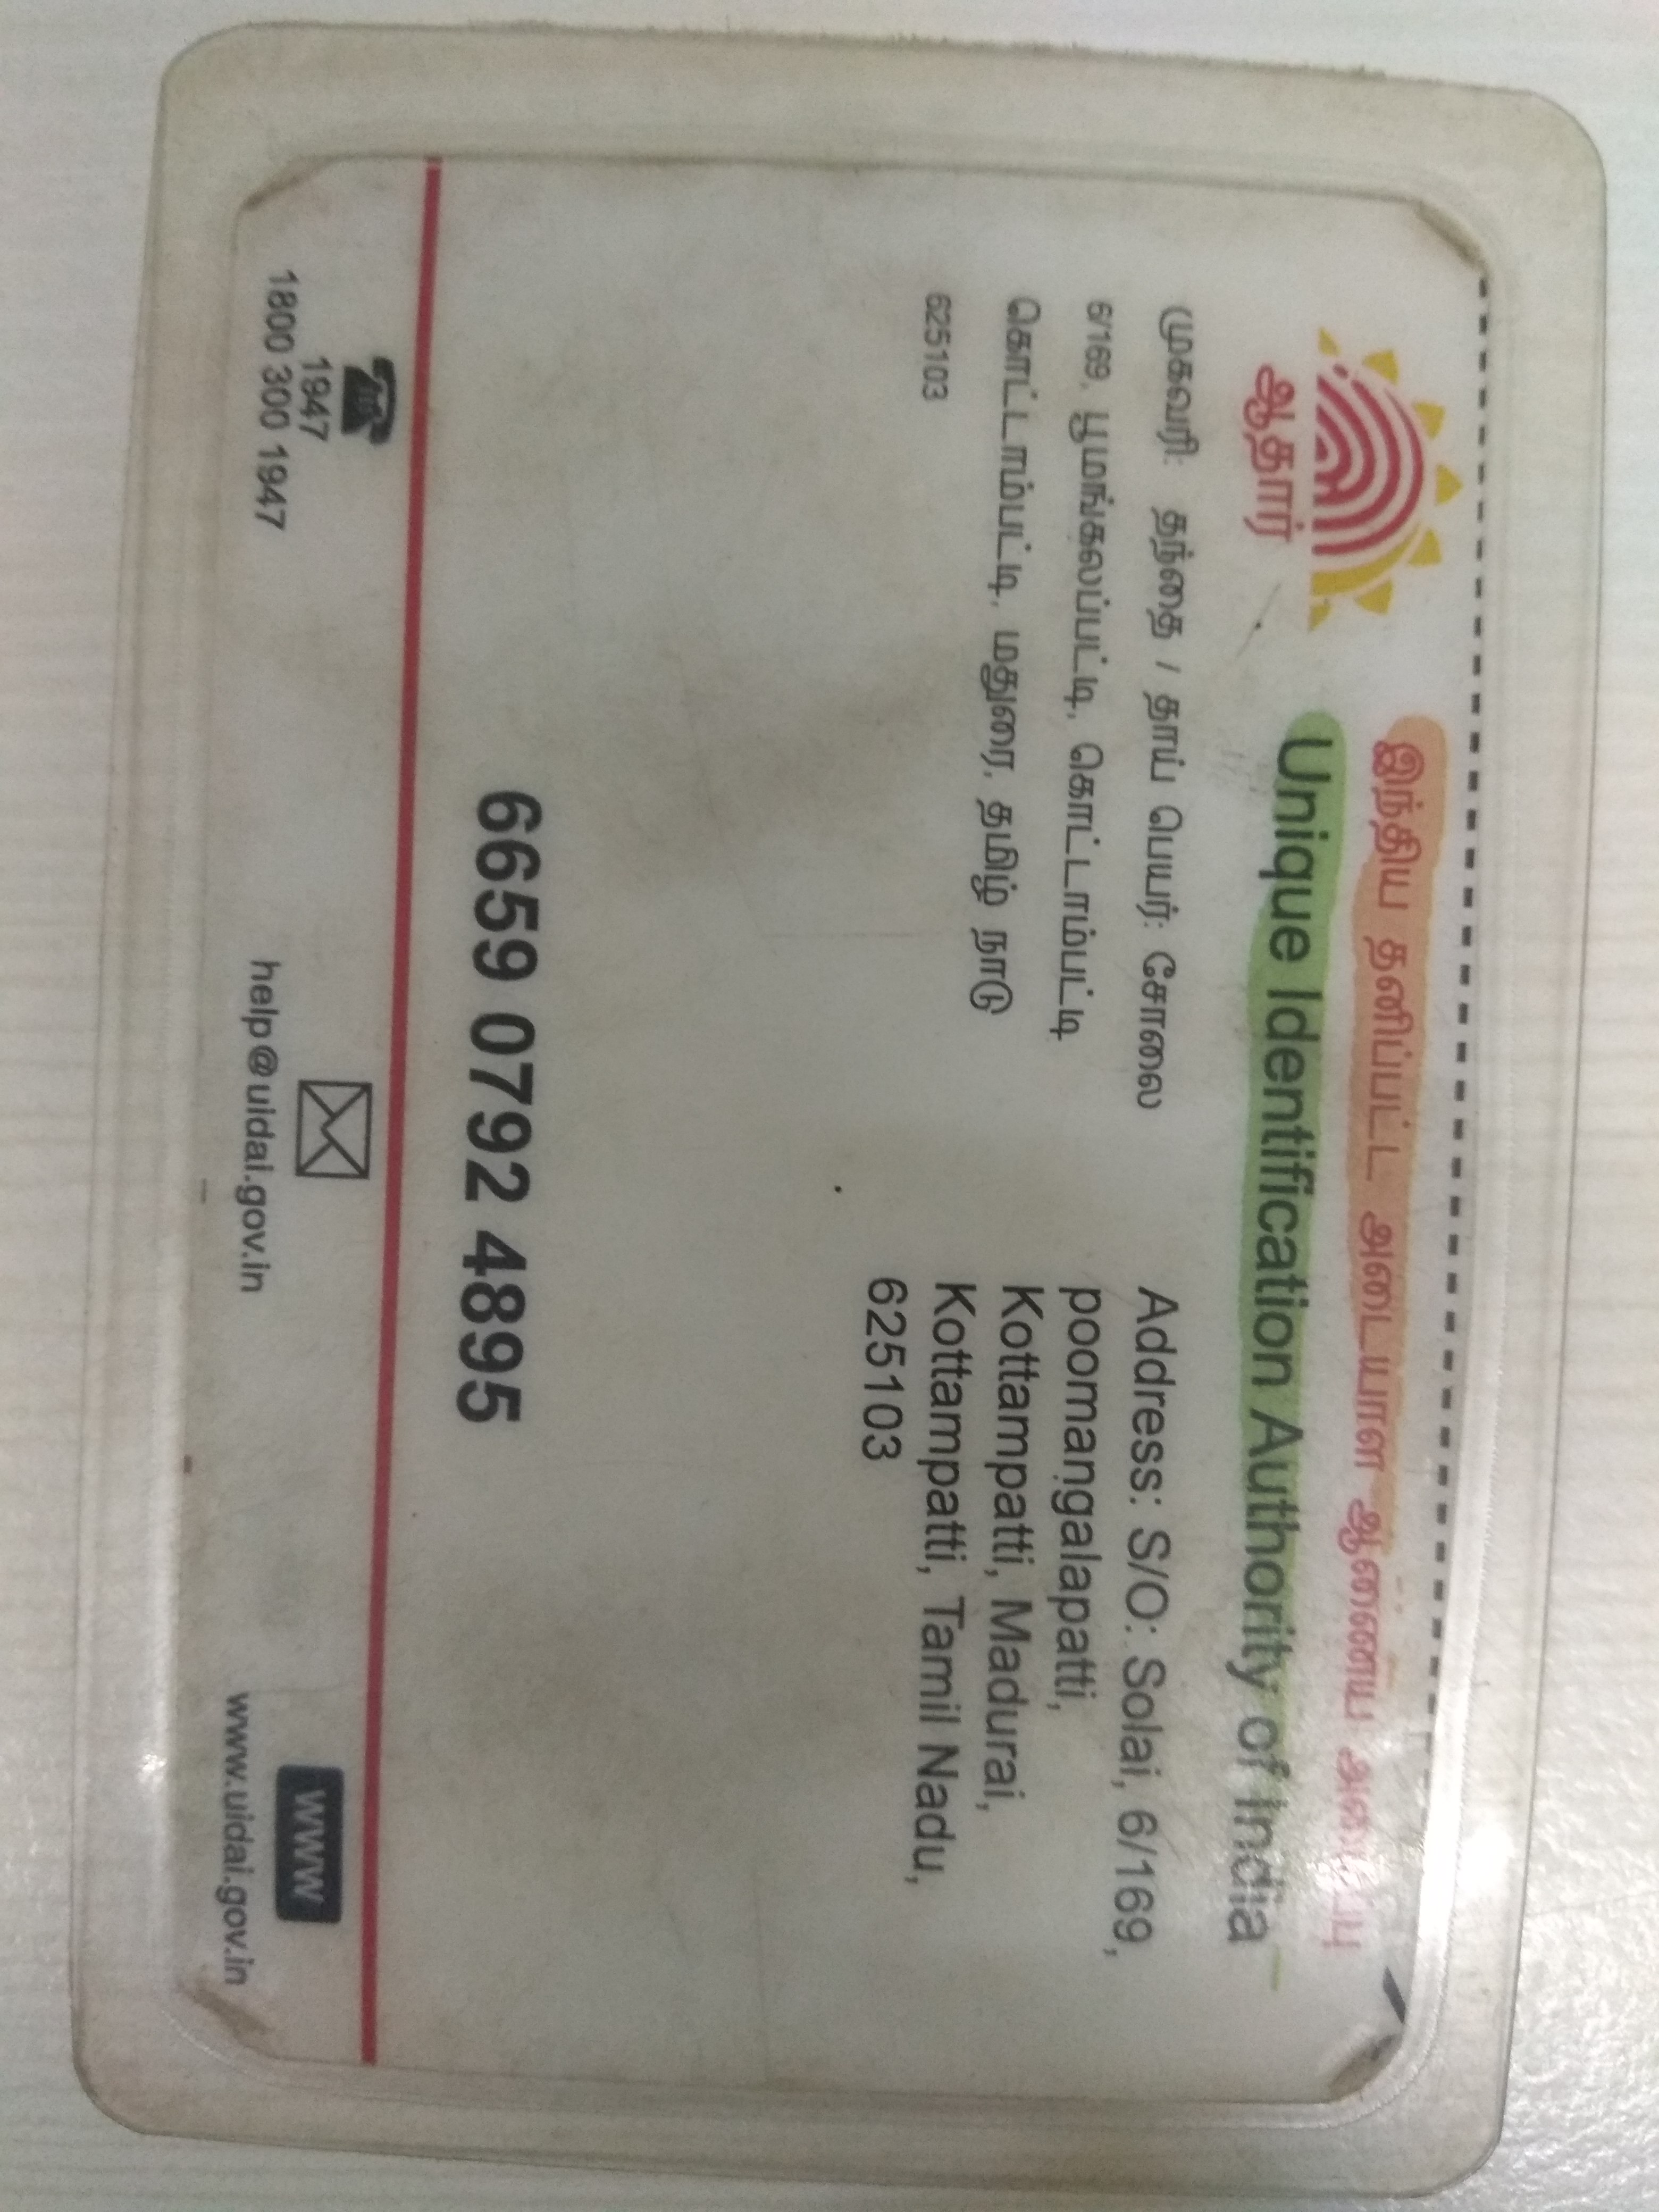 இந்திய தனிப்பட்ட அடையாள ஆணைய அமைப்பு
Unique Identification Authority of India
ஆதார்
முகவரி: தந்தை / தாய் பெயர்: சோலை
6/169, பூமங்கலப்பட்டி, கொட்டாம்பட்டி
கொட்டாம்பட்டி, மதுரை, தமிழ் நாடு
625103
Address: S/O: Solai, 6/169,
poomangalapatti,
Kottampatti, Madurai,
Kottampatti, Tamil Nadu,
625103
6659 0792 4895
1947
1800 300 1947
help@uidai.gov.in
WWW
www.uidai.gov.in